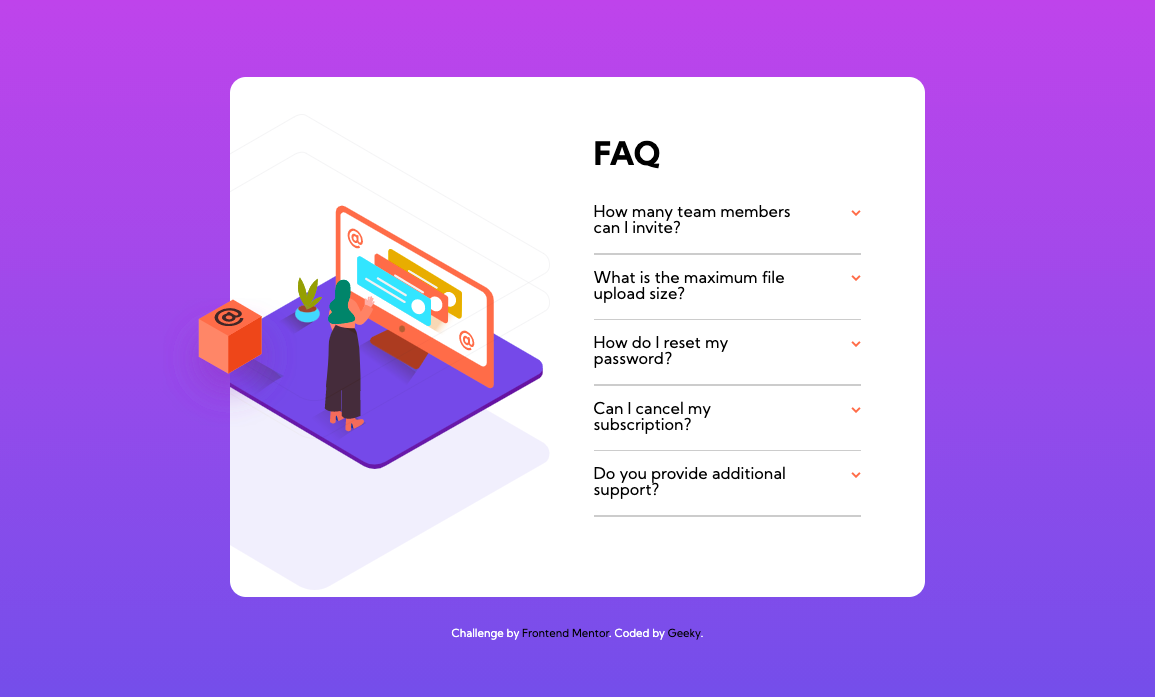 FAQ
How many team members
can I invite?
What is the maximum file
upload size?
How do I reset my
password?
Can I cancel my
subscription?
Do you provide additional
support?
@
@
@
Challenge by Frontend Mentor. Coded by Geeky.